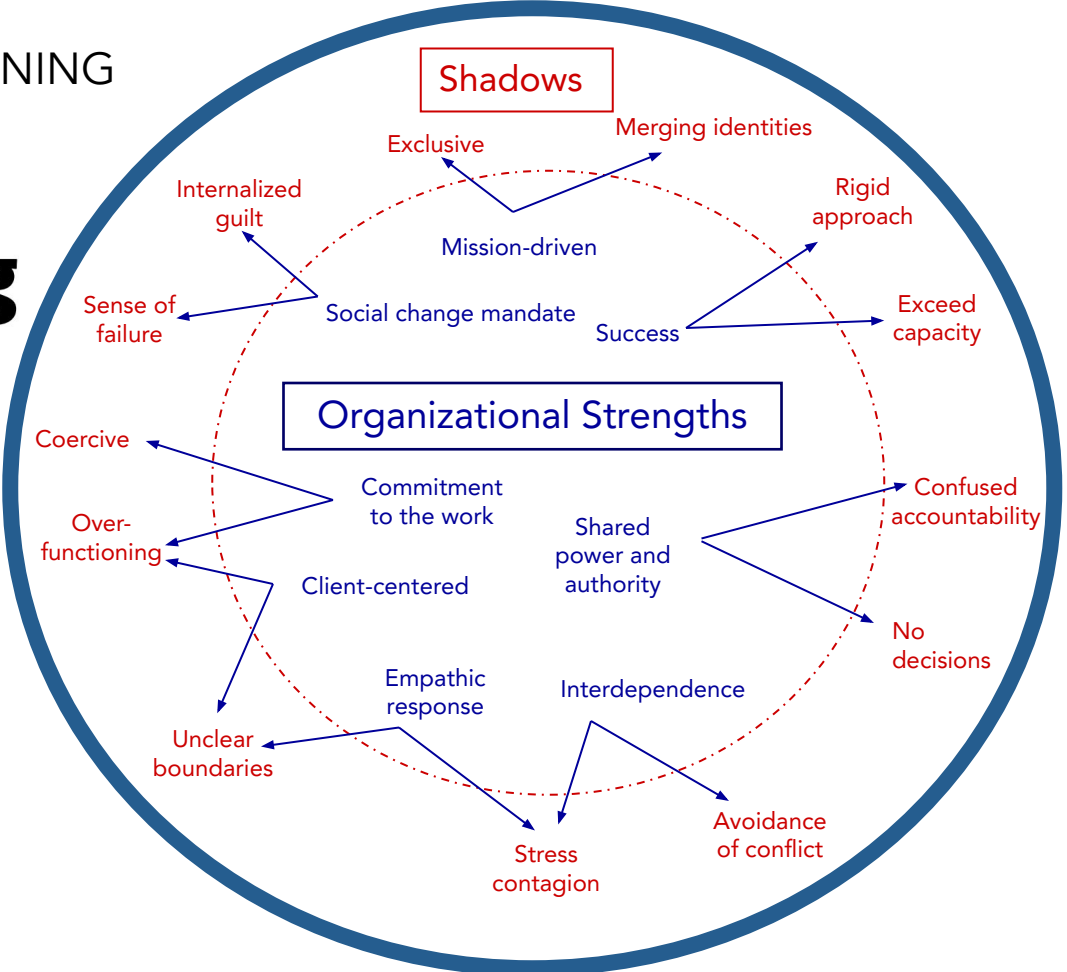 NING
g
Shadows
Exclusive
Merging identities
Internalized
guilt
Rigid
approach
Mission-driven
Sense of
failure
Social change mandate
Success
Exceed
capacity
Organizational Strengths
Coercive
Commitment
to the work
Confused
accountability
Over-
functioning
Shared
power and
authority
Client-centered
No
decisions
Empathic
response
Interdependence
Unclear
boundaries
Avoidance
of conflict
Stress
contagion